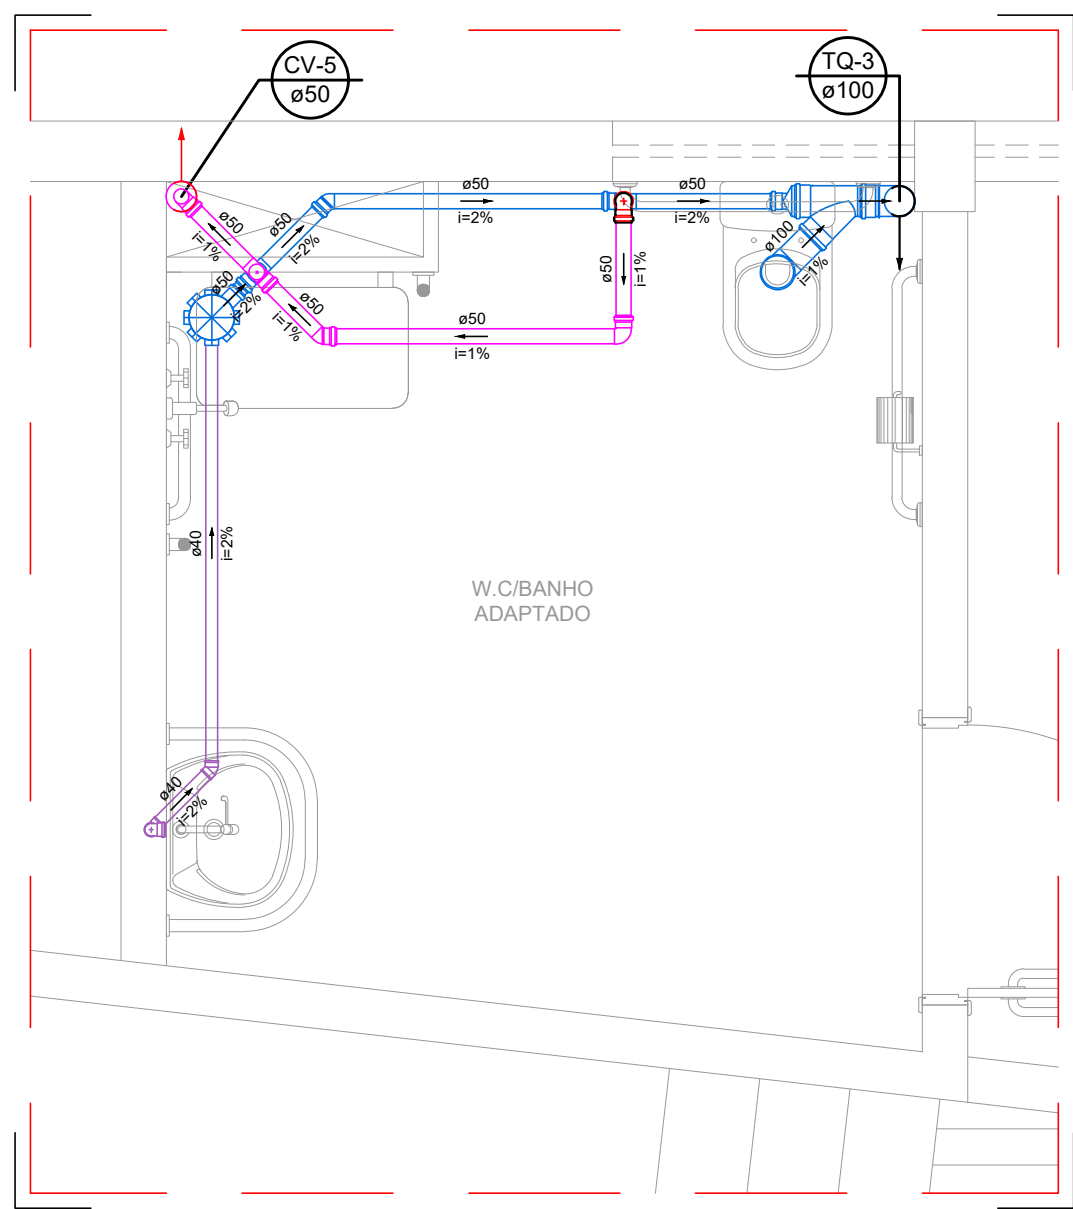 CV-5
ø50
TQ-3
ø100
ø50
i=2%
ø50
i=2%
ø50
i=1%
ø50
i=2%
ø100
i=1%
ø50
i=2%
ø50
i=1%
ø50
i=1%
ø50
i=1%
ø40
i=2%
W.C/BANHO
ADAPTADO
ø40
i=2%